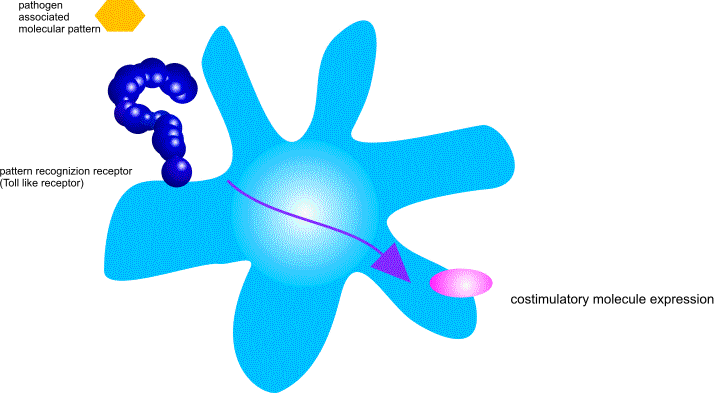 pathogen
associated
molecular pattern
pattern recognizion receptor
(Toll like receptor)
costimulatory molecule expression